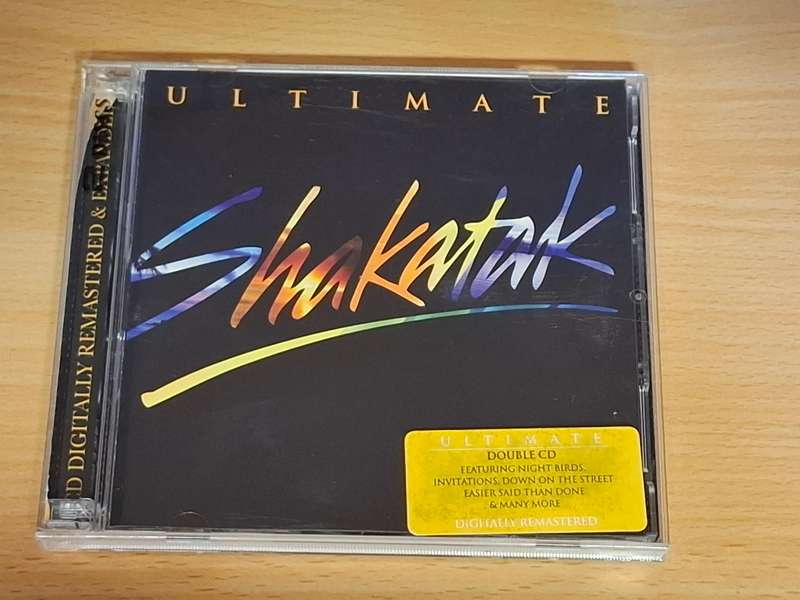 ULTIMATE
Shakatak
CD DIGITALLY REMASTERED & EXPANDED
ULTIMATE
DOUBLE CD
FEATURING NIGHT BIRDS,
INVITATIONS, DOWN ON THE STREET
EASIER SAID THAN DONE
& MANY MORE
DIGITALLY REMASTERED